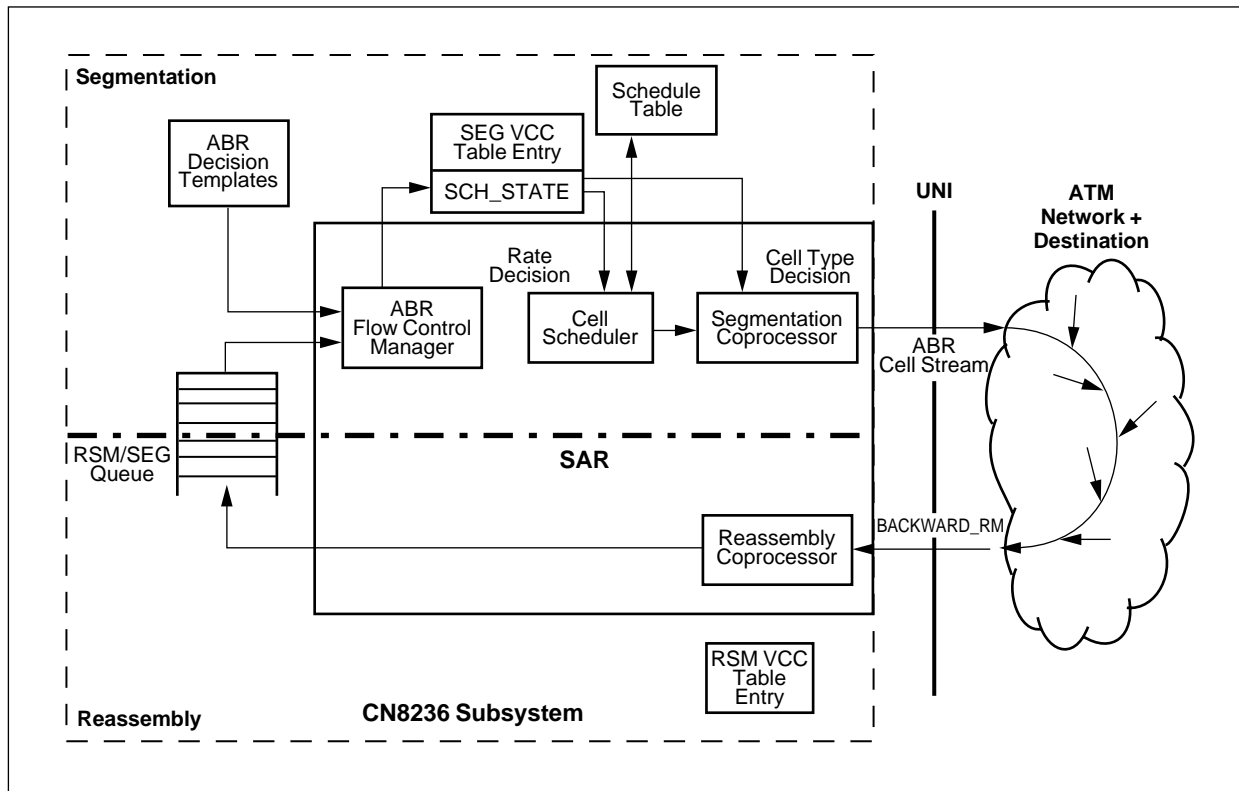 Segmentation
Schedule
Table
ABR
Decision
Templates
SEG VCC
Table Entry
SCH_STATE
UNI
ATM
Network +
Destination
Rate
Decision
Cell Type
Decision
ABR
Flow Control
Manager
Cell
Scheduler
Segmentation
Coprocessor
ABR
Cell Stream
RSM/SEG
Queue
SAR
Reassembly
Coprocessor
BACKWARD_RM
RSM VCC
Table
Entry
Reassembly
CN8236 Subsystem